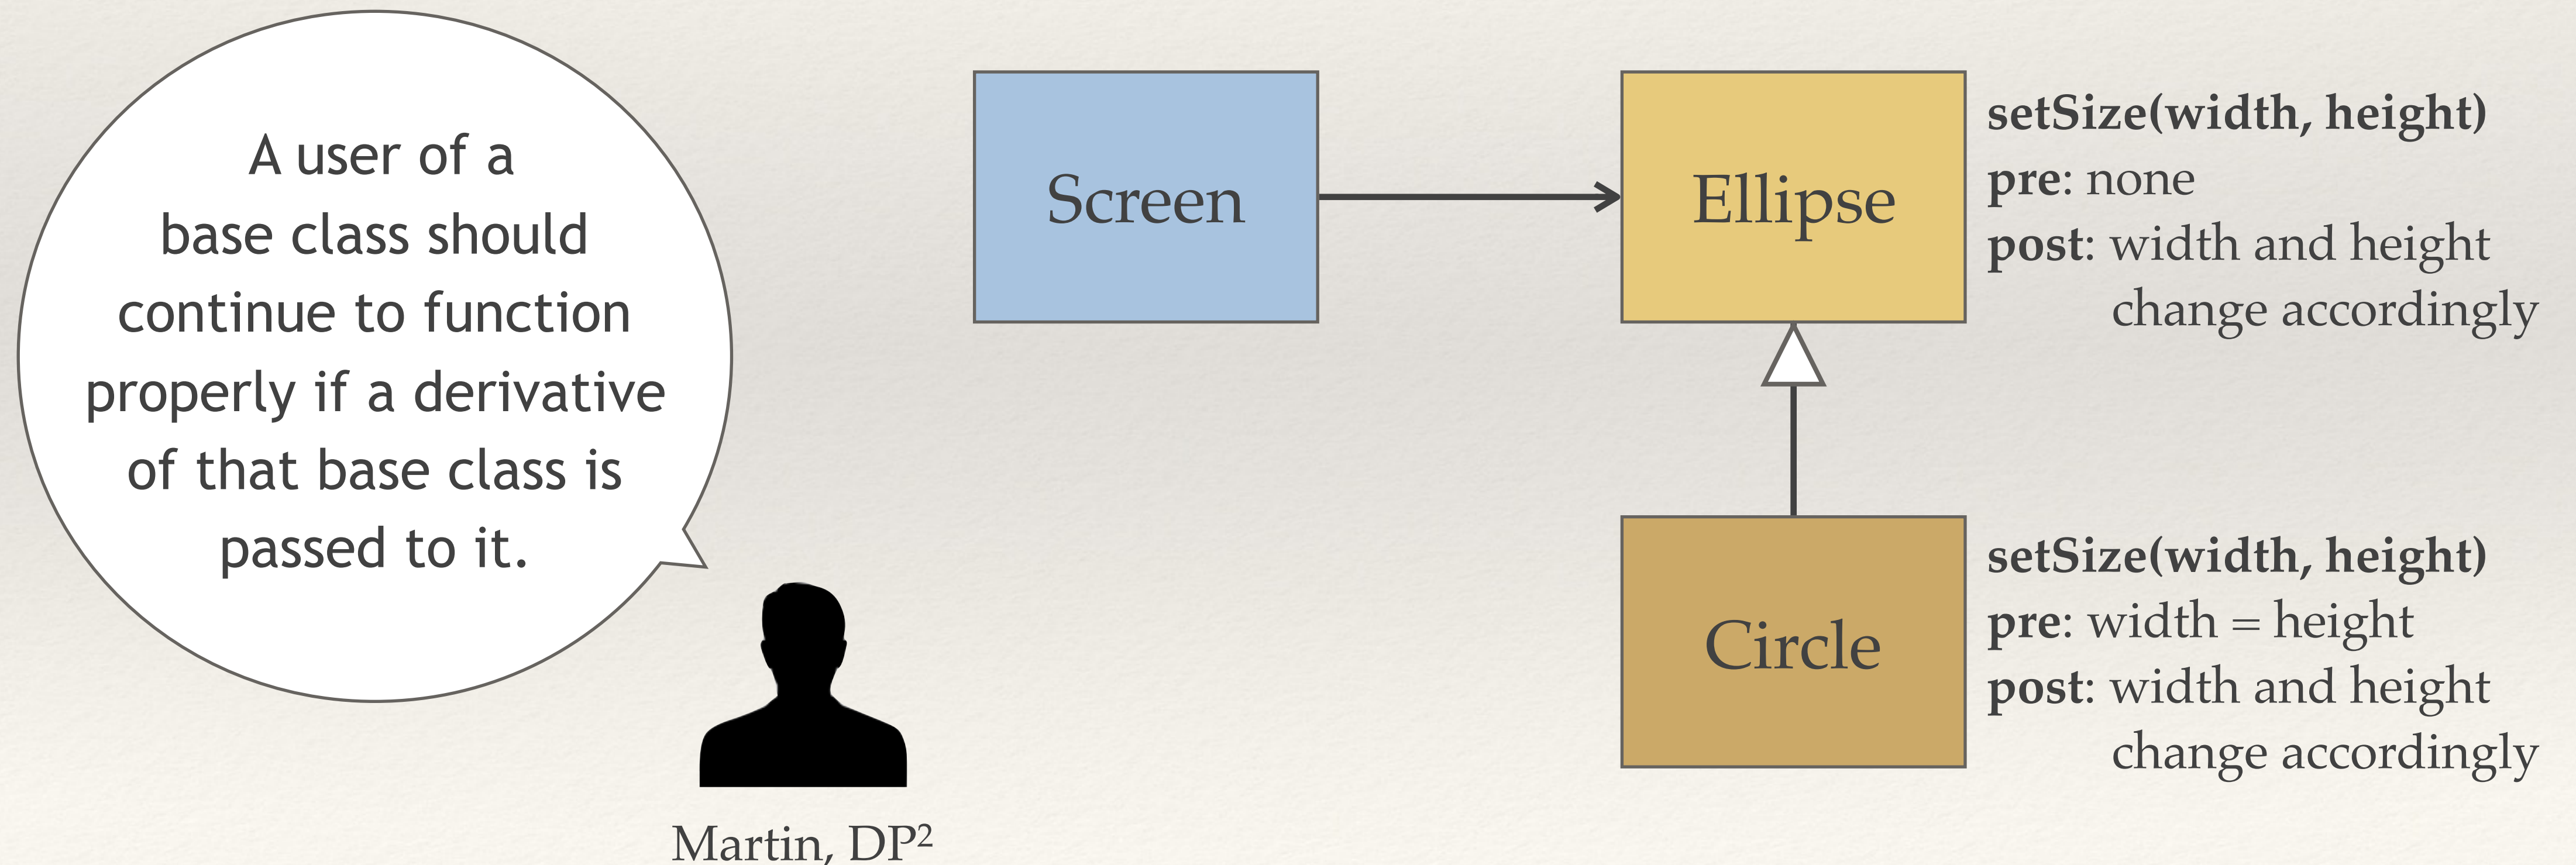 A user of a
base class should
continue to function
properly if a derivative
of that base class is
passed to it.
Martin, DP²
Screen
Ellipse
setSize(width, height)
pre: none
post: width and height
change accordingly
Circle
setSize(width, height)
pre: width = height
post: width and height
change accordingly